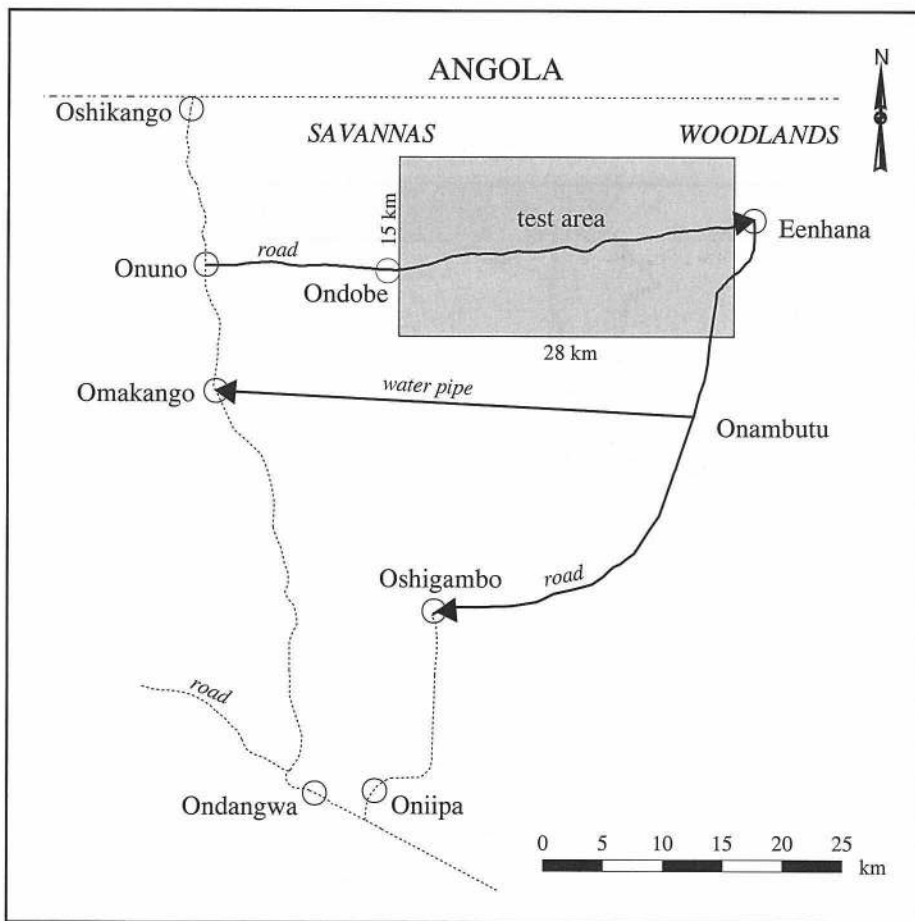 ANGOLA
N
Oshikango
SAVANNAS
WOODLANDS
15 km
test area
Eenhana
road
Onuno
Ondobe
28 km
Omakango
water pipe
Onambutu
Oshigambo
road
road
Ondangwa
Oniipa
0 5 10 15 20 25
km